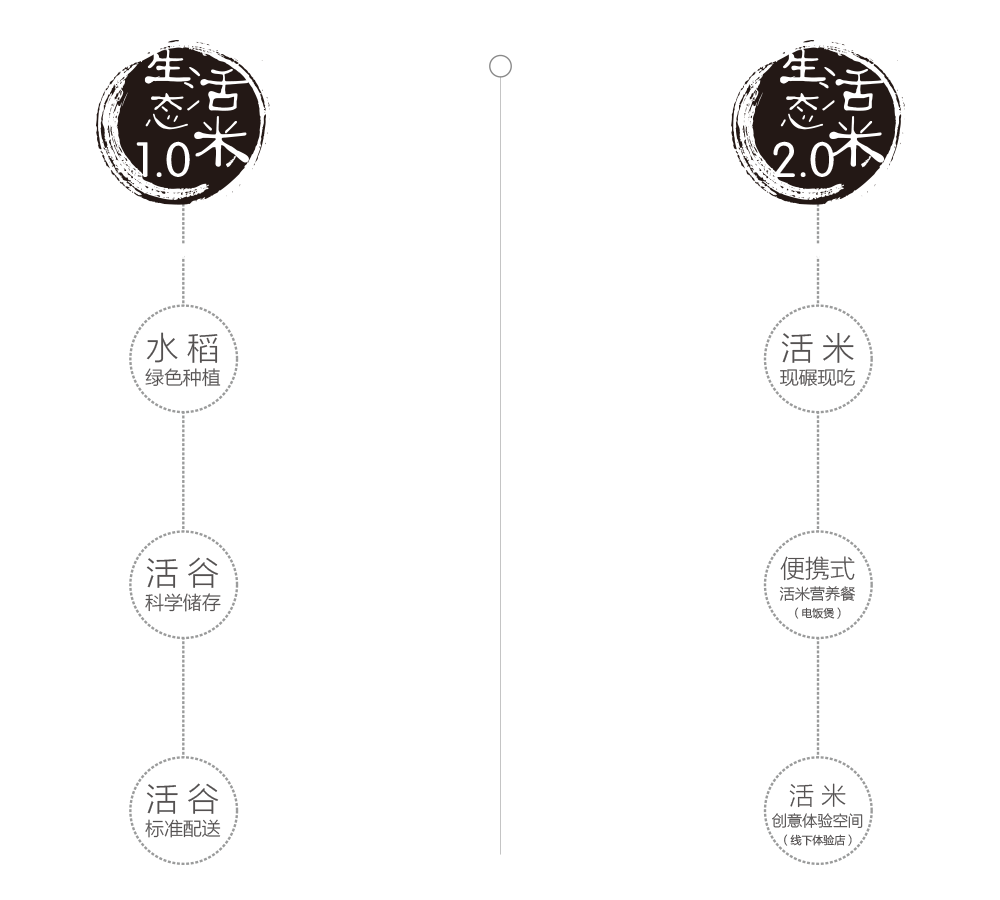 生态
活米
1.0
水稻
绿色种植
活谷
科学储存
活谷
标准配送
生态
活米
2.0
活米
现碾现吃
便携式
活米营养餐
（电饭煲）
活米
创意体验空间
（线下体验店）